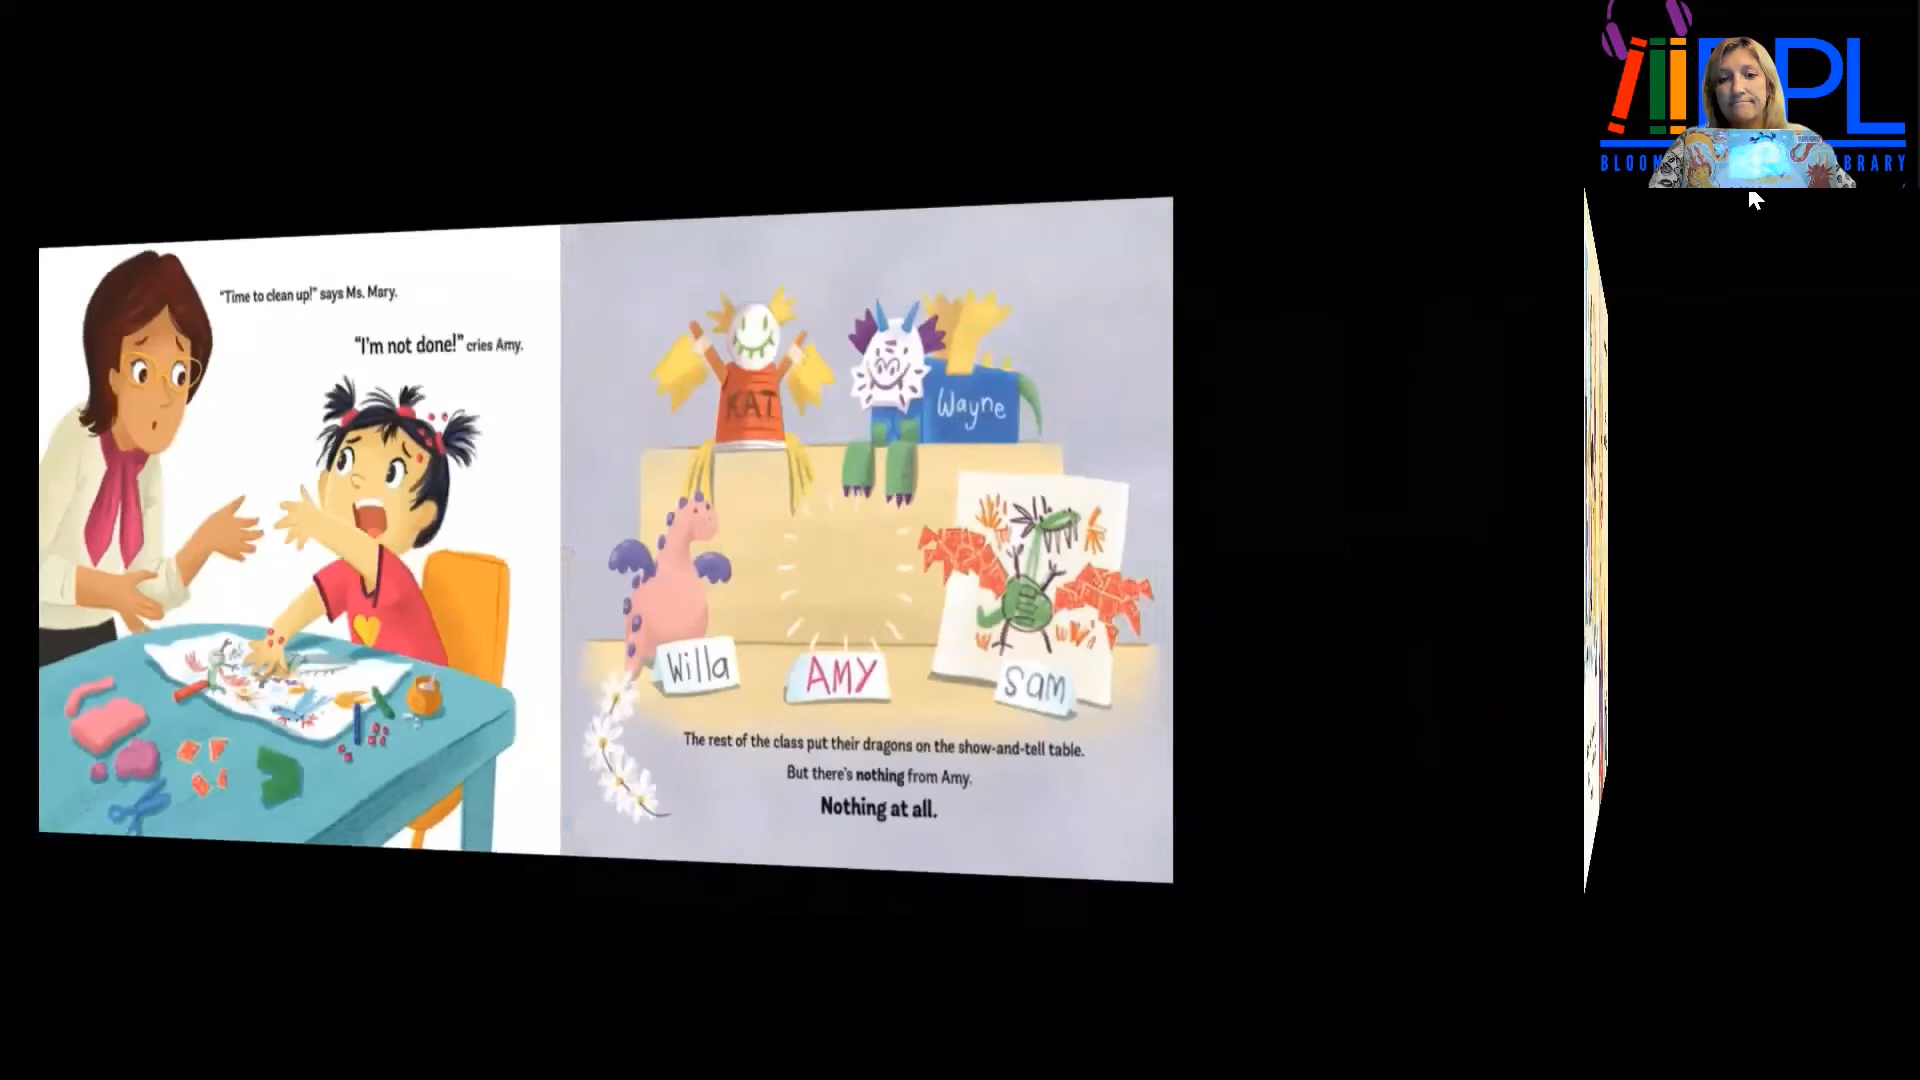 "Time to clean up!" says Ms. Mary.
"I'm not done!" cries Amy.
KAT
Wayne
Willa
AMY
Sam
The rest of the class put their dragons on the show-and-tell table.
But there's nothing from Amy.
Nothing at all.
PL